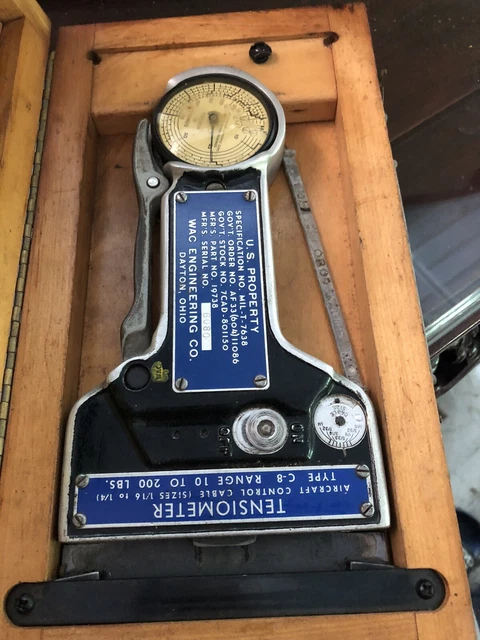 U.S. PROPERTY
SPECIFICATION NO. MIL-T-7638
GOV'T. ORDER NO. AF33(604)11086
GOV'T. STOCK NO. 7CAD-801150
MFR'S. PART NO. 19738
MFR'S. SERIAL NO.
WAC ENGINEERING CO.
DAYTON, OHIO
ON
OFF
TENSIOMETER
AIRCRAFT CONTROL CABLE (SIZES 1/16 to 1/4)
TYPE C-8 RANGE 10 TO 200 LBS.